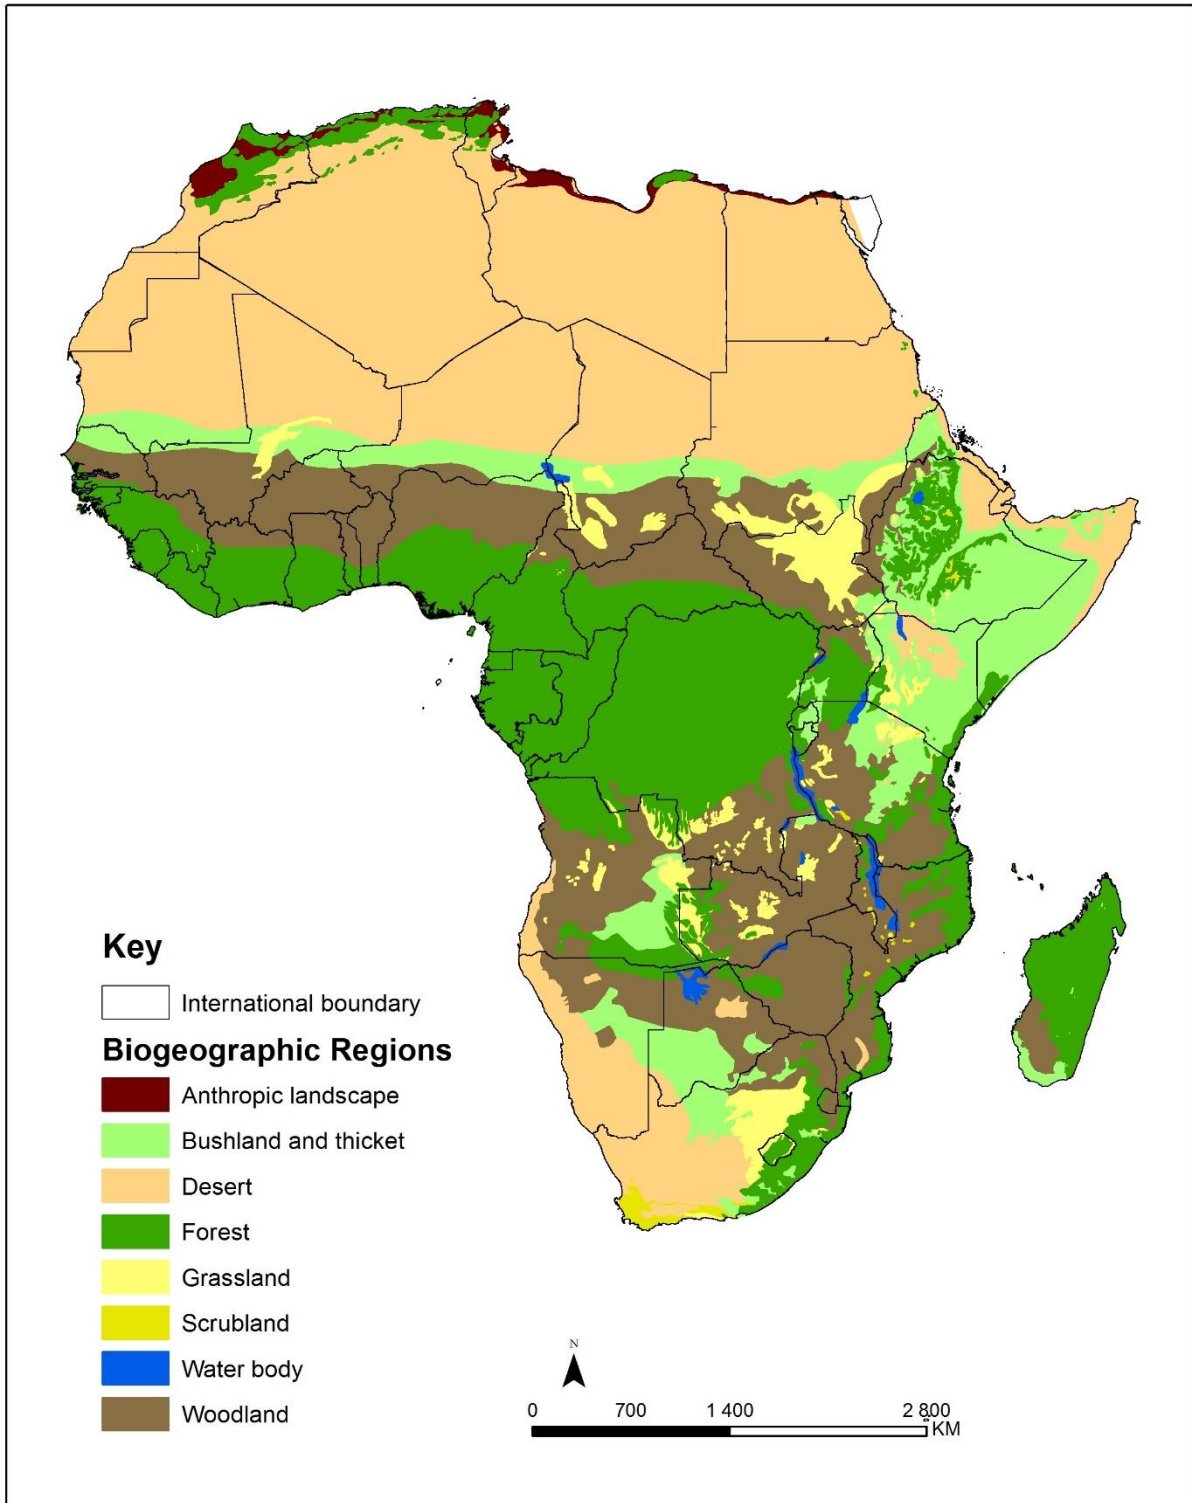 Key
International boundary
Biogeographic Regions
Anthropic landscape
Bushland and thicket
Desert
Forest
Grassland
Scrubland
Water body
Woodland
N
0 700 1 400 2 800
KM